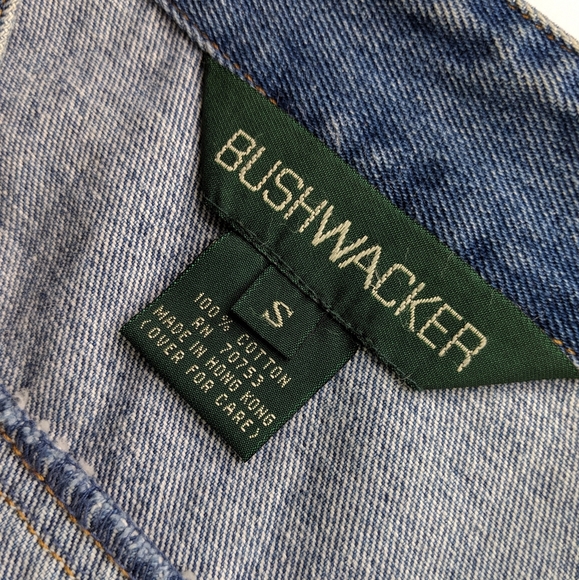 BUSHWACKER
S
100% COTTON
RN 70753
MADE IN HONG KONG
(OVER FOR CARE)